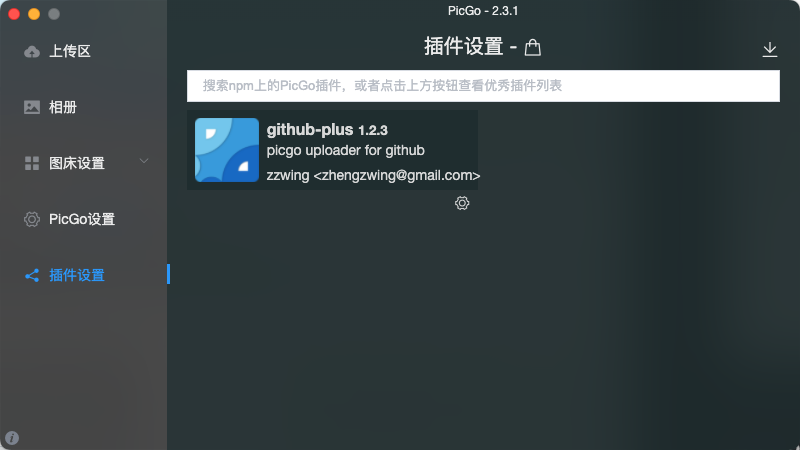 PicGo - 2.3.1
上传区
相册
图床设置
PicGo设置
插件设置
插件设置 -
搜索npm上的PicGo插件，或者点击上方按钮查看优秀插件列表
github-plus 1.2.3
picgo uploader for github
zzwing <zhengzwing@gmail.com>